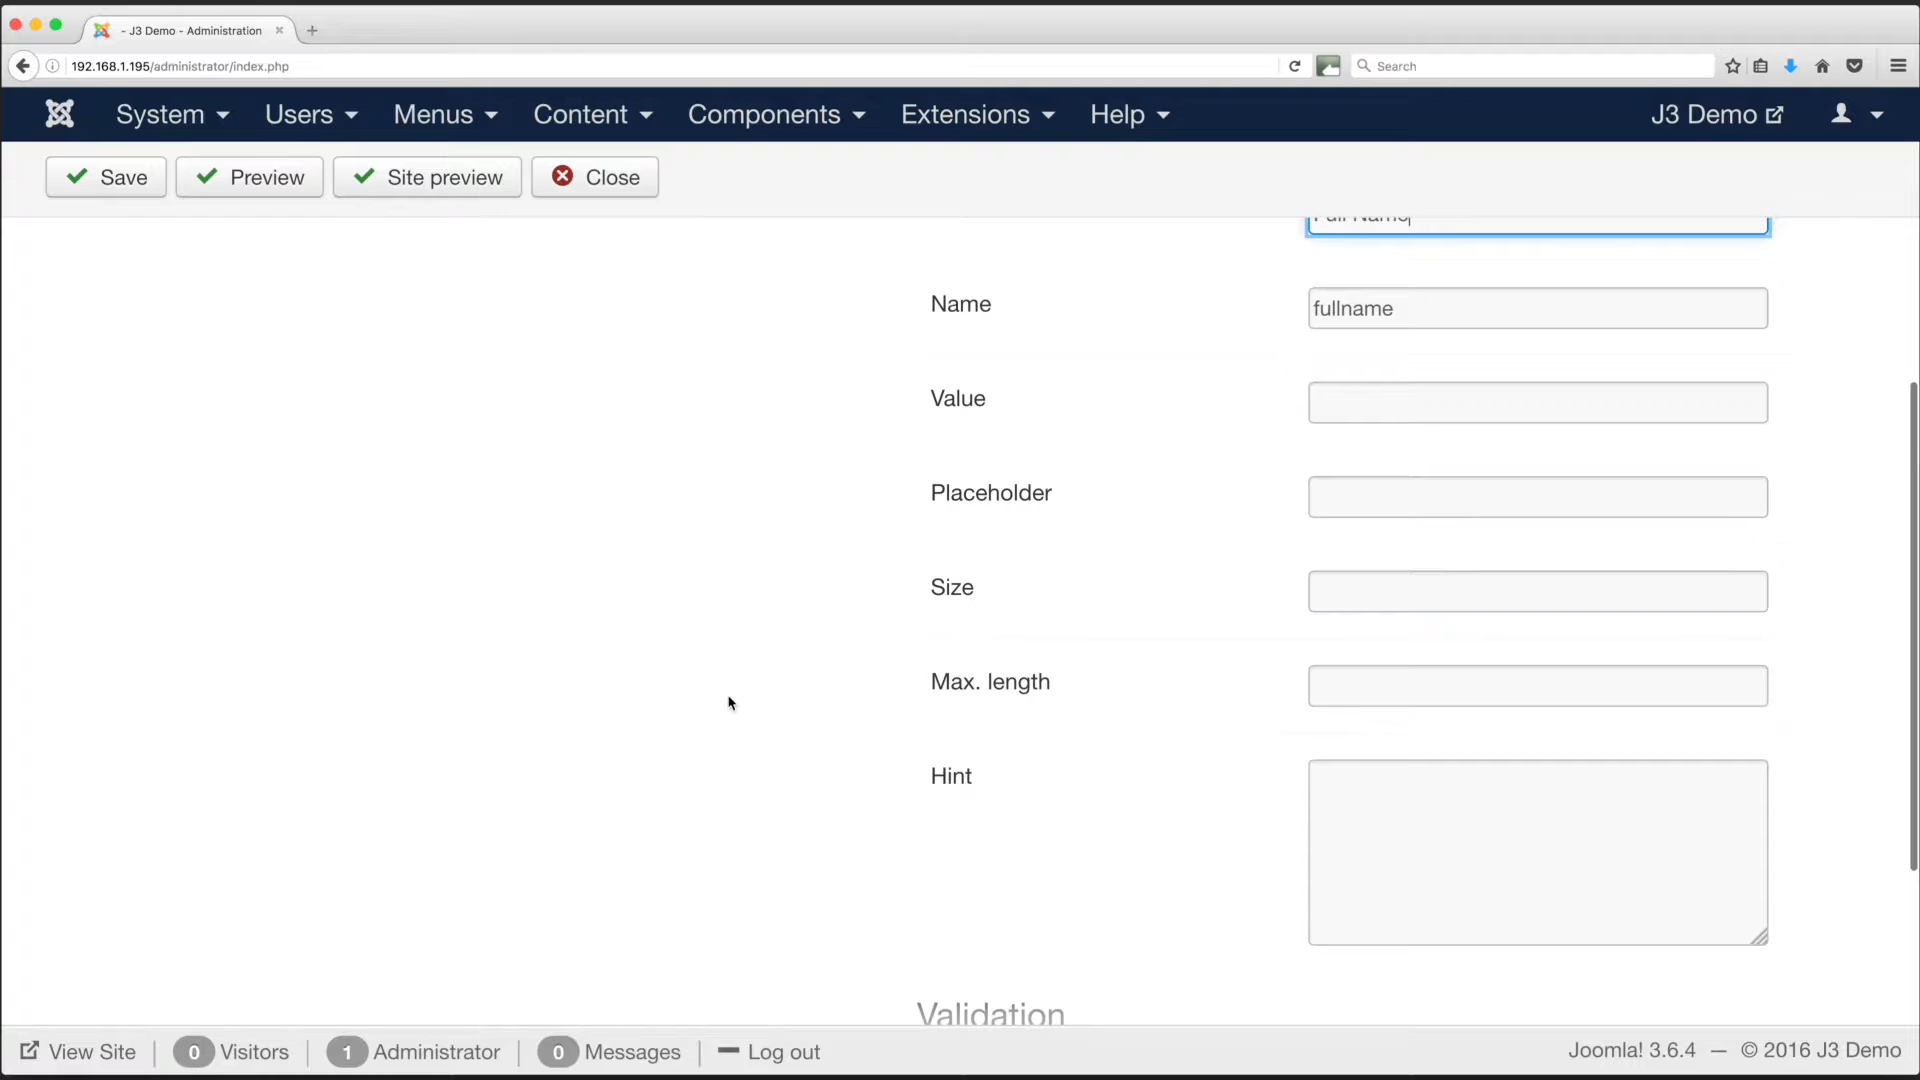 - J3 Demo - Administration
192.168.1.195/administrator/index.php
Search
System Users Menus Content Components Extensions Help J3 Demo
Save Preview Site preview Close
Full Name
Name fullname
Value
Placeholder
Size
Max. length
Hint
Validation
View Site 0 Visitors 1 Administrator 0 Messages Log out Joomla! 3.6.4 — © 2016 J3 Demo